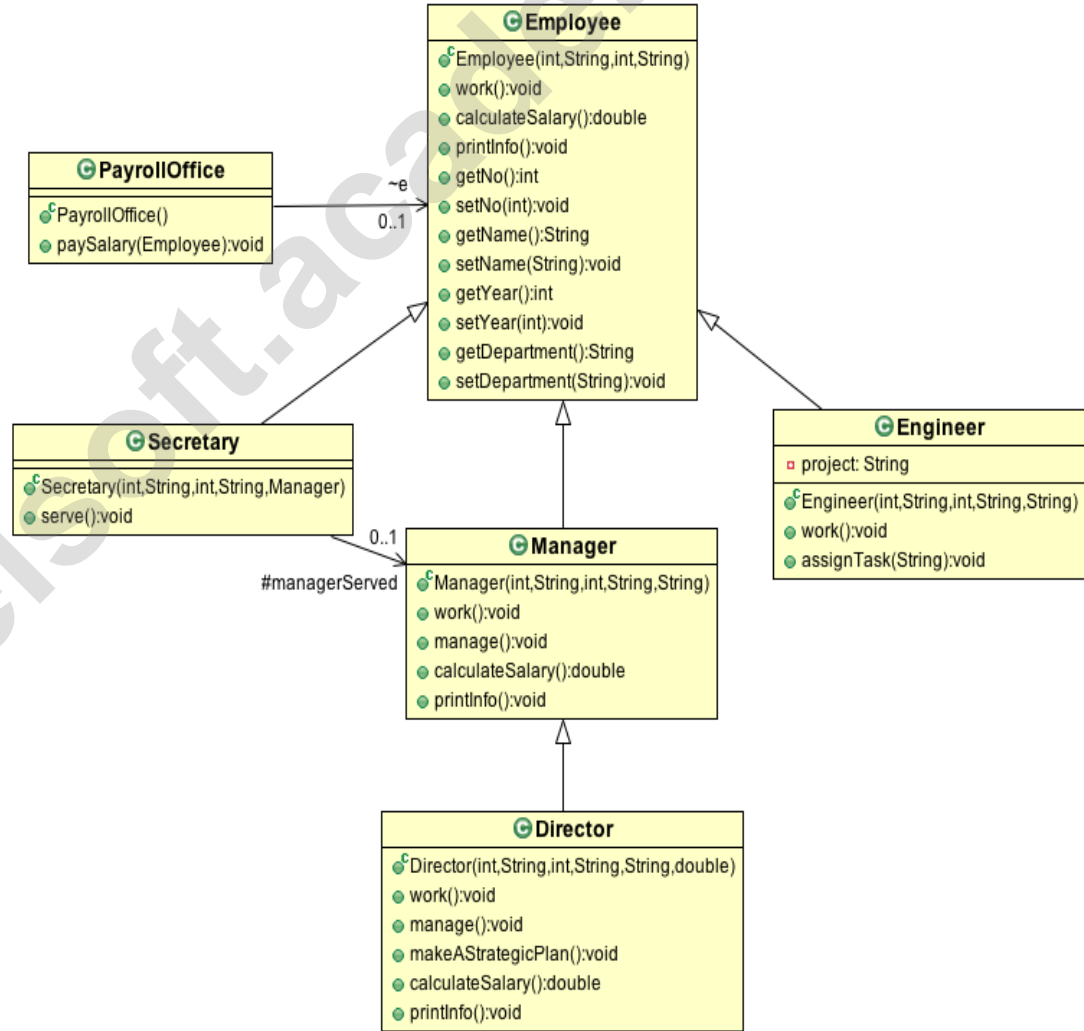 Employee
Employee(int,String,int,String)
work():void
calculateSalary():double
printInfo():void
getNo():int
setNo(int):void
getName():String
setName(String):void
getYear():int
setYear(int):void
getDepartment():String
setDepartment(String):void
PayrollOffice
PayrollOffice()
paySalary(Employee):void
~e
0..1
Secretary
Secretary(int,String,int,String,Manager)
serve():void
0..1
#managerServed
Engineer
project: String
Engineer(int,String,int,String,String)
work():void
assignTask(String):void
Manager
Manager(int,String,int,String,String)
work():void
manage():void
calculateSalary():double
printInfo():void
Director
Director(int,String,int,String,String,double)
work():void
manage():void
makeAStrategicPlan():void
calculateSalary():double
printInfo():void